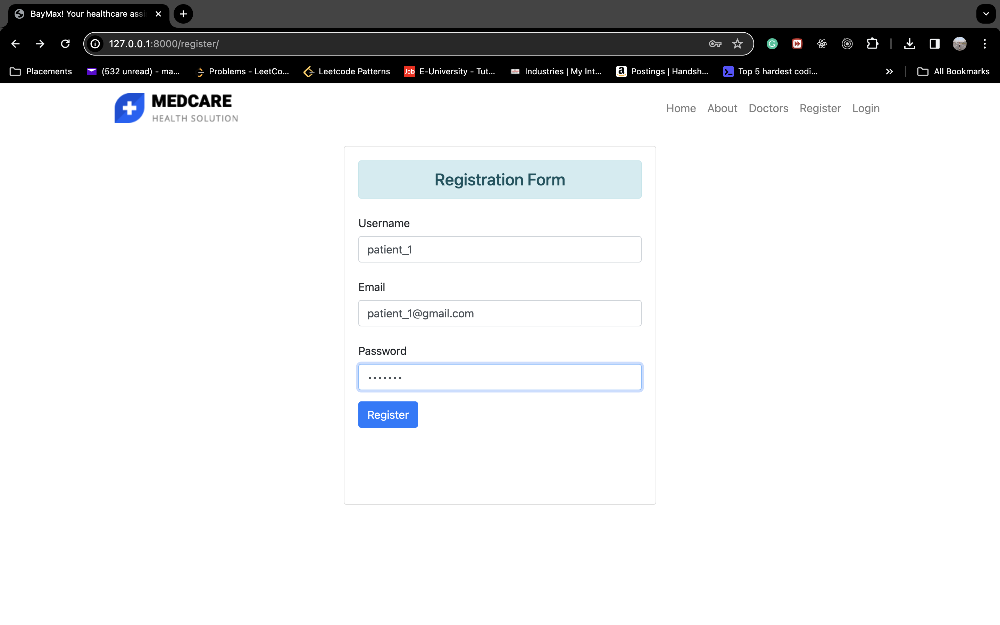 BayMax! Your healthcare assi
127.0.0.1:8000/register/
Placements (532 unread) - ma... Problems - LeetCo... Leetcode Patterns Job E-University - Tut... Industries | My Int... Postings | Handsh... Top 5 hardest codi... All Bookmarks
MEDCARE
HEALTH SOLUTION
Home About Doctors Register Login
Registration Form
Username
patient_1
Email
patient_1@gmail.com
Password
•••••••
Register